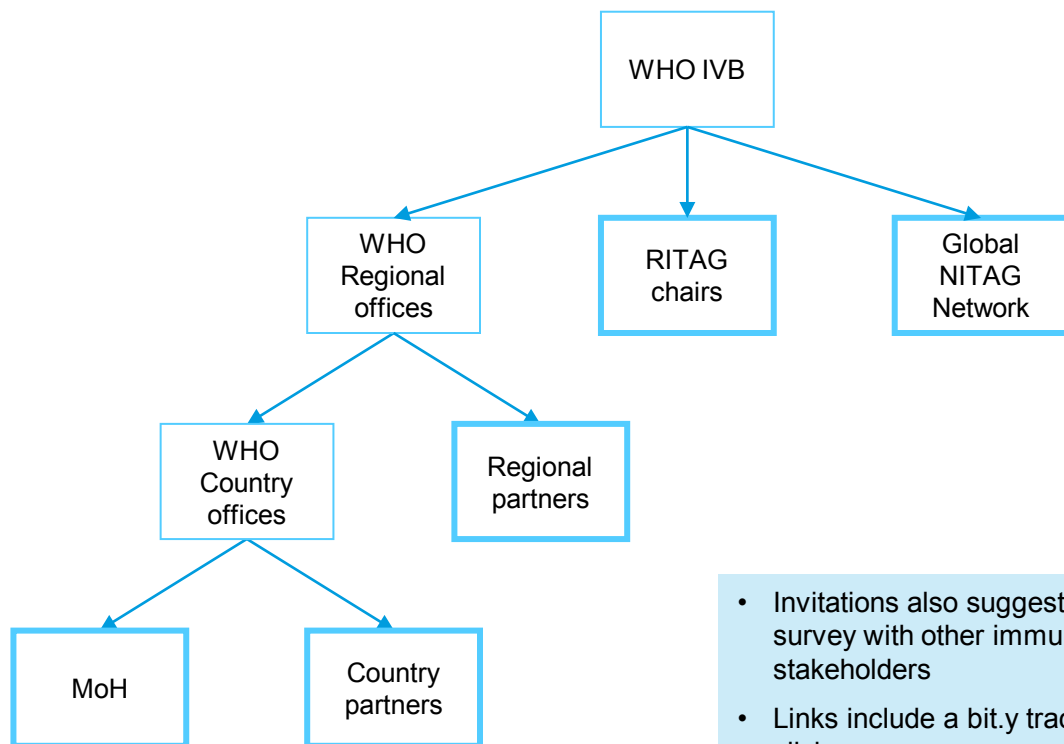 WHO IVB
WHO
Regional
offices
RITAG
chairs
Global
NITAG
Network
WHO
Country
offices
Regional
partners
MoH
Country
partners
• Invitations also suggest
survey with other immu
stakeholders
• Links include a bit.y trac